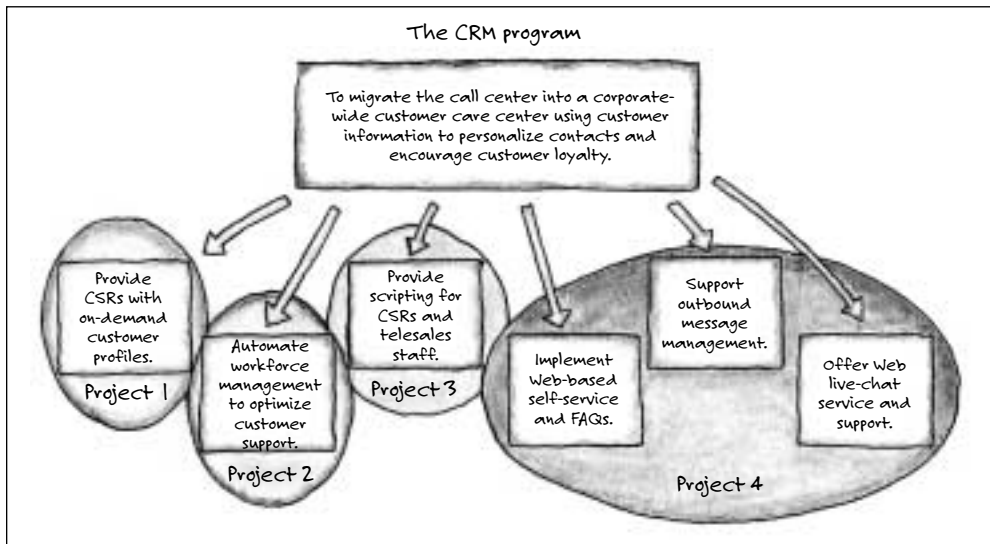 The CRM program
To migrate the call center into a corporate-
wide customer care center using customer
information to personalize contacts and
encourage customer loyalty.
Provide
CSRs with
on-demand
customer
profiles.
Project 1
Automate
workforce
management
to optimize
customer
support.
Project 2
Provide
scripting for
CSRs and
telesales
staff.
Project 3
Implement
Web-based
self-service
and FAQs.
Support
outbound
message
management.
Offer Web
live-chat
service and
support.
Project 4